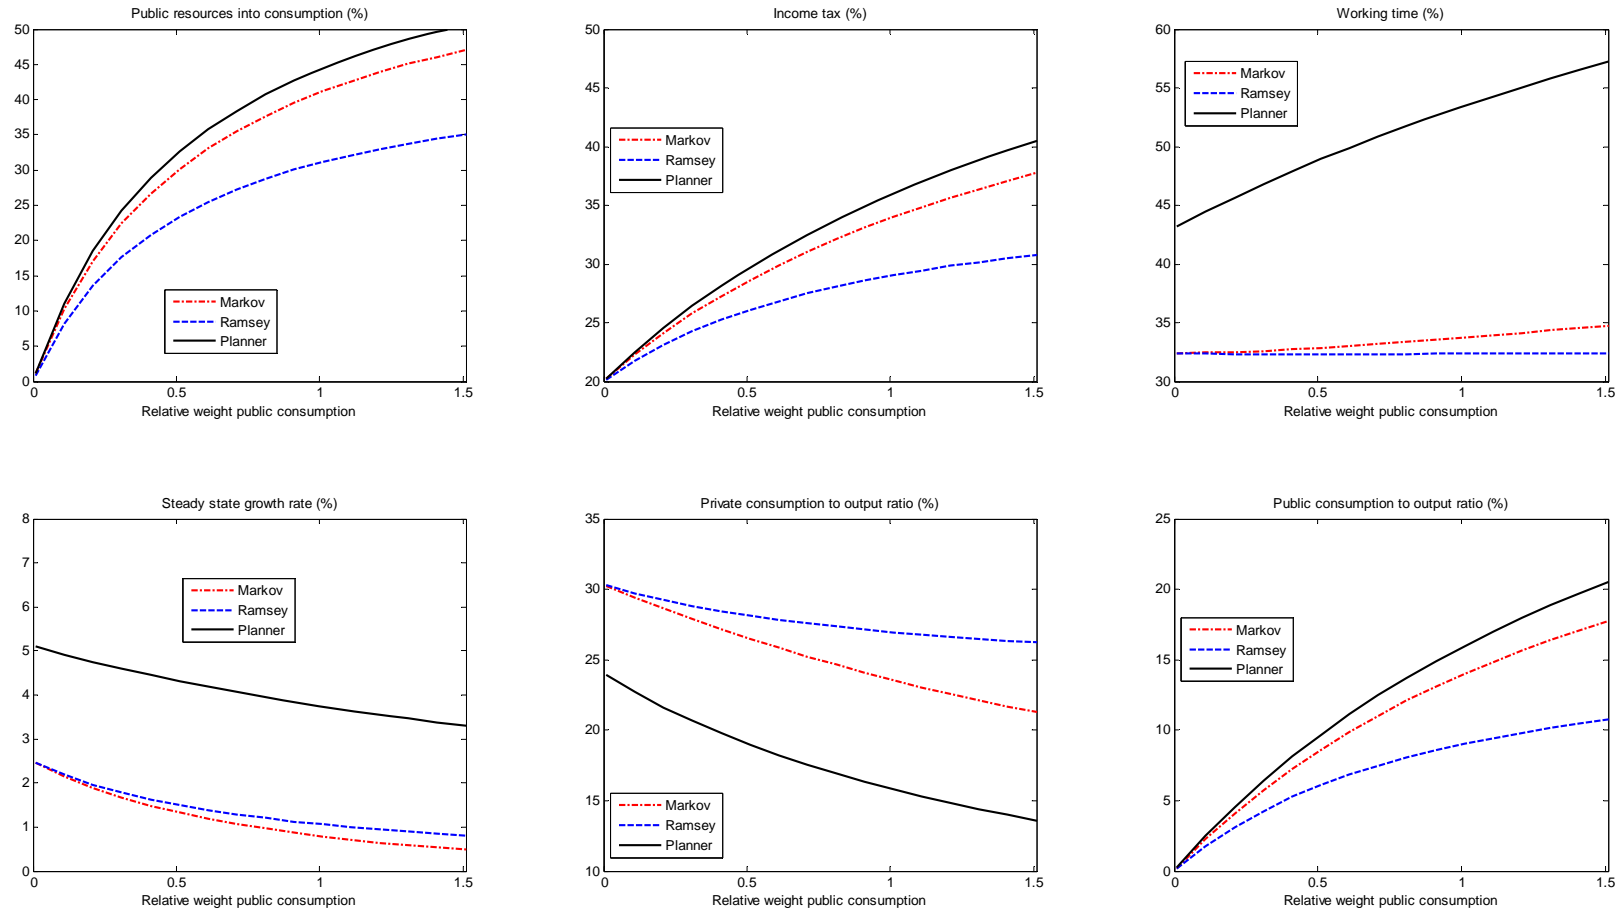 Public resources into consumption (%)
50
45
40
35
30
25
20
15
10
5
0
0
0.5
1
1.5
Markov
Ramsey
Planner
Relative weight public consumption
Income tax (%)
50
45
40
35
30
25
20
0
0.5
1
1.5
Markov
Ramsey
Planner
Relative weight public consumption
Working time (%)
60
55
50
45
40
35
30
0
0.5
1
1.5
Markov
Ramsey
Planner
Relative weight public consumption
Steady state growth rate (%)
8
7
6
5
4
3
2
1
0
0
0.5
1
1.5
Markov
Ramsey
Planner
Relative weight public consumption
Private consumption to output ratio (%)
35
30
25
20
15
10
0
0.5
1
1.5
Markov
Ramsey
Planner
Relative weight public consumption
Public consumption to output ratio (%)
25
20
15
10
5
0
0
0.5
1
1.5
Markov
Ramsey
Planner
Relative weight public consumption